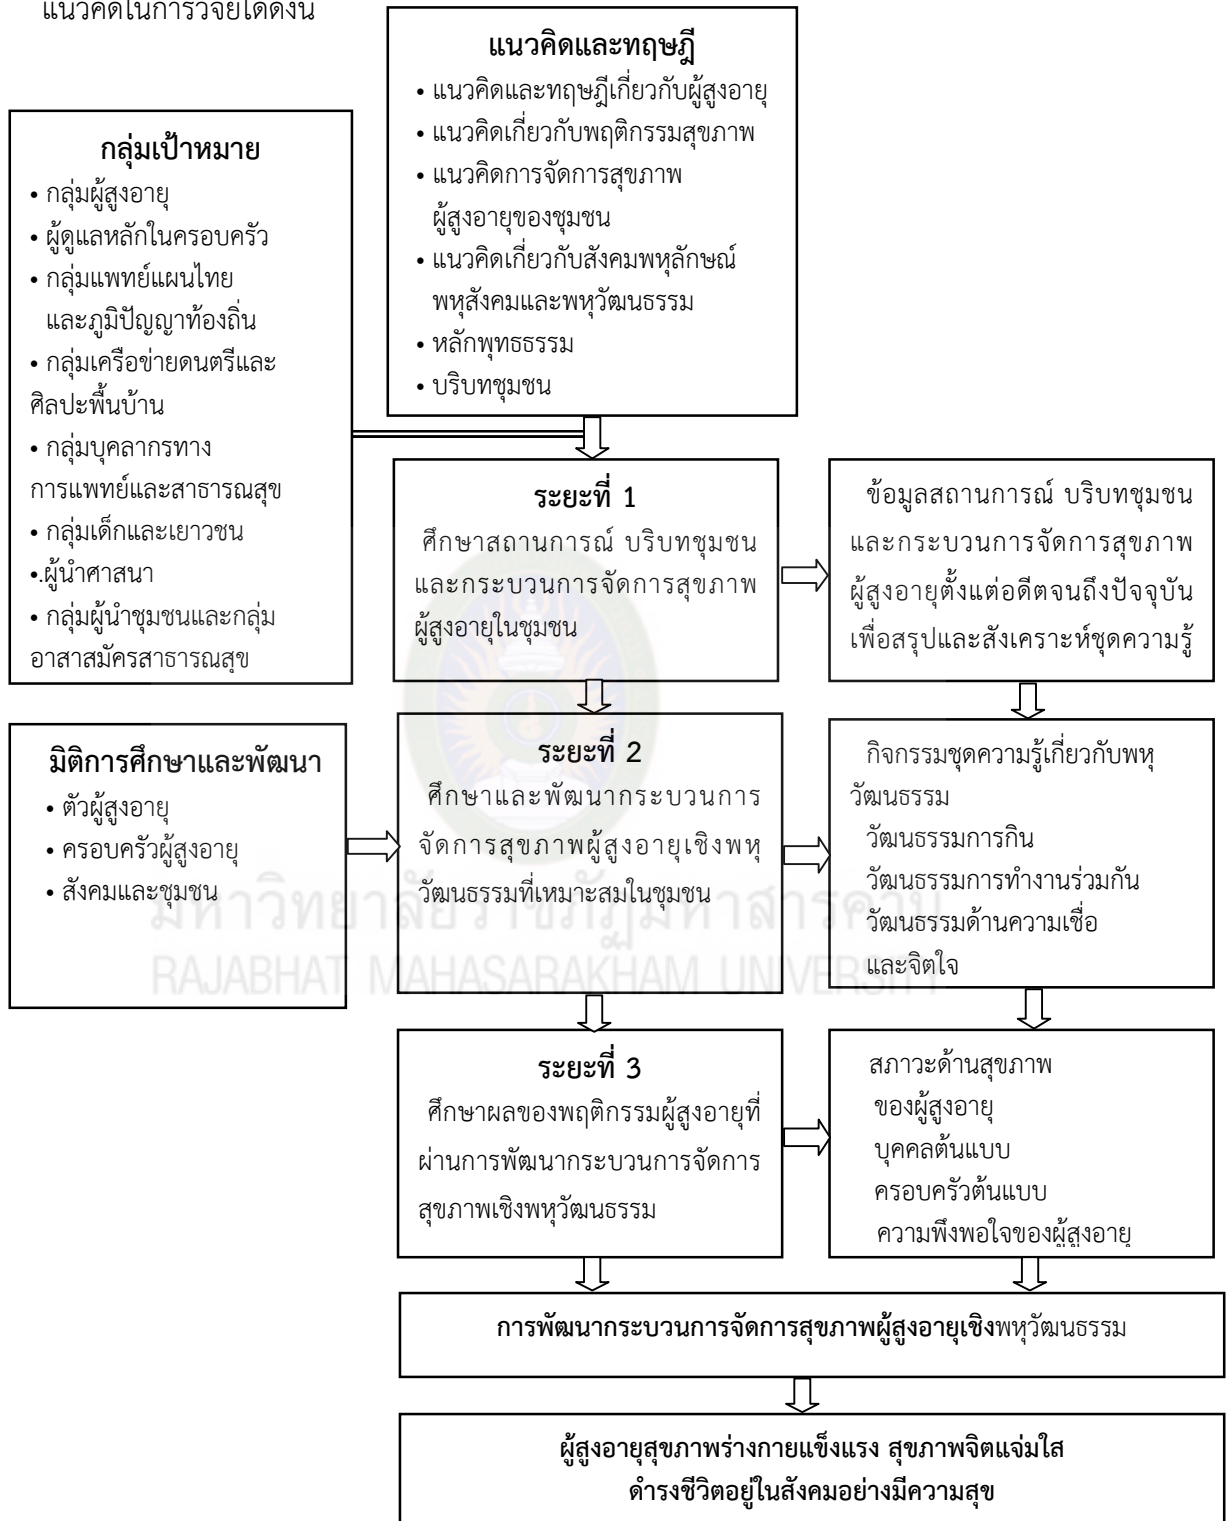 แนวคิดในการวิจัยได้ดังนี้
แนวคิดและทฤษฎี
• แนวคิดและทฤษฎีเกี่ยวกับผู้สูงอายุ
• แนวคิดเกี่ยวกับพฤติกรรมสุขภาพ
• แนวคิดการจัดการสุขภาพ
ผู้สูงอายุของชุมชน
• แนวคิดเกี่ยวกับสังคมพหุลักษณ์
พหุสังคมและพหุวัฒนธรรม
• หลักพุทธธรรม
• บริบทชุมชน
กลุ่มเป้าหมาย
• กลุ่มผู้สูงอายุ
• ผู้ดูแลหลักในครอบครัว
• กลุ่มแพทย์แผนไทย
และภูมิปัญญาท้องถิ่น
• กลุ่มเครือข่ายดนตรีและ
ศิลปะพื้นบ้าน
• กลุ่มบุคลากรทาง
การแพทย์และสาธารณสุข
• กลุ่มเด็กและเยาวชน
•.ผู้นำศาสนา
• กลุ่มผู้นำชุมชนและกลุ่ม
อาสาสมัครสาธารณสุข
ระยะที่ 1
ศึกษาสถานการณ์ บริบทชุมชน
และกระบวนการจัดการสุขภาพ
ผู้สูงอายุในชุมชน
ข้อมูลสถานการณ์ บริบทชุมชน
และกระบวนการจัดการสุขภาพ
ผู้สูงอายุตั้งแต่อดีตจนถึงปัจจุบัน
เพื่อสรุปและสังเคราะห์ชุดความรู้
มิติการศึกษาและพัฒนา
• ตัวผู้สูงอายุ
• ครอบครัวผู้สูงอายุ
• สังคมและชุมชน
ระยะที่ 2
ศึกษาและพัฒนากระบวนการ
จัดการสุขภาพผู้สูงอายุเชิงพหุ
วัฒนธรรมที่เหมาะสมในชุมชน
กิจกรรมชุดความรู้เกี่ยวกับพหุ
วัฒนธรรม
วัฒนธรรมการกิน
วัฒนธรรมการทำงานร่วมกัน
วัฒนธรรมด้านความเชื่อ
และจิตใจ
มหาวิทยาลัยราชภัฏมหาสารคาม
RAJABHAT MAHASARAKHAM UNIVERSITY
ระยะที่ 3
ศึกษาผลของพฤติกรรมผู้สูงอายุที่
ผ่านการพัฒนากระบวนการจัดการ
สุขภาพเชิงพหุวัฒนธรรม
สภาวะด้านสุขภาพ
ของผู้สูงอายุ
บุคคลต้นแบบ
ครอบครัวต้นแบบ
ความพึงพอใจของผู้สูงอายุ
การพัฒนากระบวนการจัดการสุขภาพผู้สูงอายุเชิงพหุวัฒนธรรม
ผู้สูงอายุสุขภาพร่างกายแข็งแรง สุขภาพจิตแจ่มใส
ดำรงชีวิตอยู่ในสังคมอย่างมีความสุข